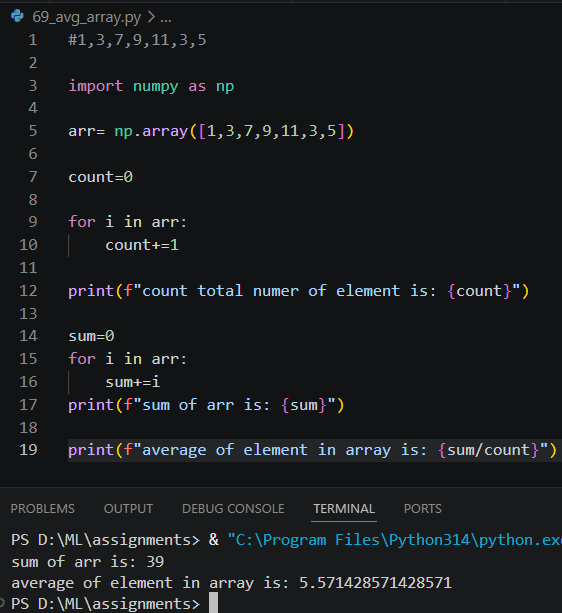 69_avg_array.py > ...
1 #1,3,7,9,11,3,5
2
3 import numpy as np
4
5 arr= np.array([1,3,7,9,11,3,5])
6
7 count=0
8
9 for i in arr:
10     count+=1
11
12 print(f"count total numer of element is: {count}")
13
14 sum=0
15 for i in arr:
16     sum+=i
17 print(f"sum of arr is: {sum}")
18
19 print(f"average of element in array is: {sum/count}")
PROBLEMS OUTPUT DEBUG CONSOLE TERMINAL PORTS
PS D:\ML\assignments> & "C:\Program Files\Python314\python.exe
sum of arr is: 39
average of element in array is: 5.571428571428571
PS D:\ML\assignments>